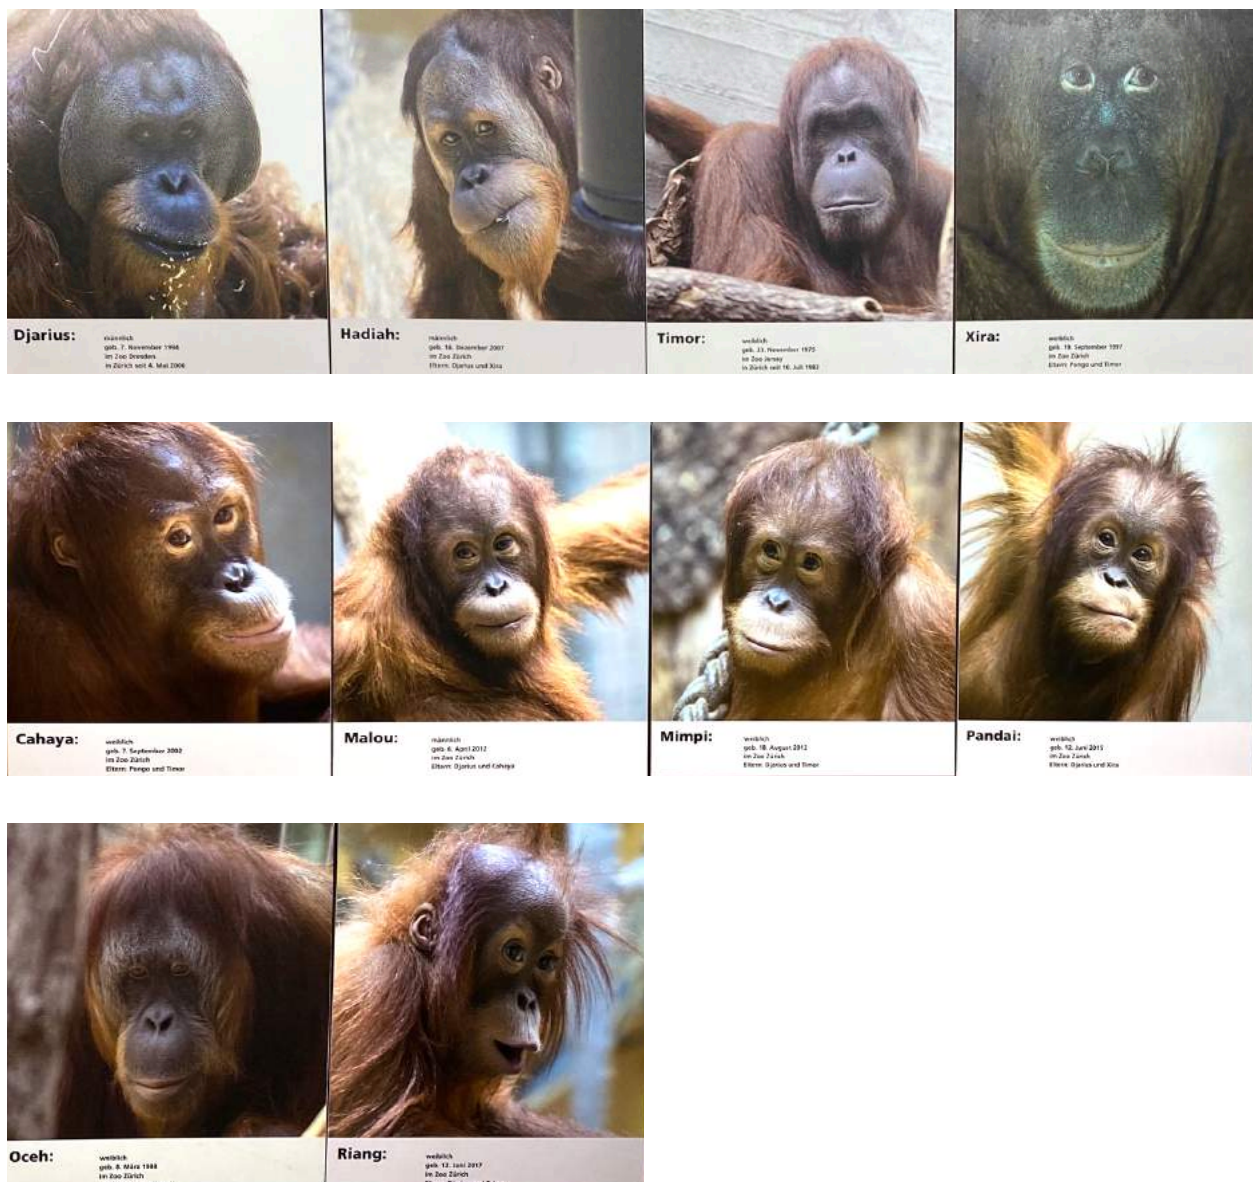 Djarius:
männlich
geb. 7. November
im Zoo Dresden
in Zürich seit 4. Mai 2006
Hadiah:
männlich
geb. 16. Dezember 2007
im Zoo Zürich
Eltern: Djarius und Xira
Timor:
weiblich
geb. 23. November 1975
im Zoo Jersey
in Zürich seit 10. Juli
Xira:
weiblich
geb. 19. September 1997
im Zoo Zürich
Eltern: Pongo und Timor
Cahaya:
weiblich
geb. 7. September 2002
im Zoo Zürich
Eltern: Pongo und Timor
Malou:
männlich
geb. 6. April 2012
im Zoo Zürich
Eltern: Djarius und Cahaya
Mimpi:
weiblich
geb. 18. August 2012
im Zoo Zürich
Eltern: Djarius und Timor
Pandai:
weiblich
geb. 12. Juni 2015
im Zoo Zürich
Eltern: Djarius und Xira
Oceh:
weiblich
geb. 8. März 1988
im Zoo Zürich
Riang:
weiblich
geb. 12. Juni 2017
im Zoo Zürich